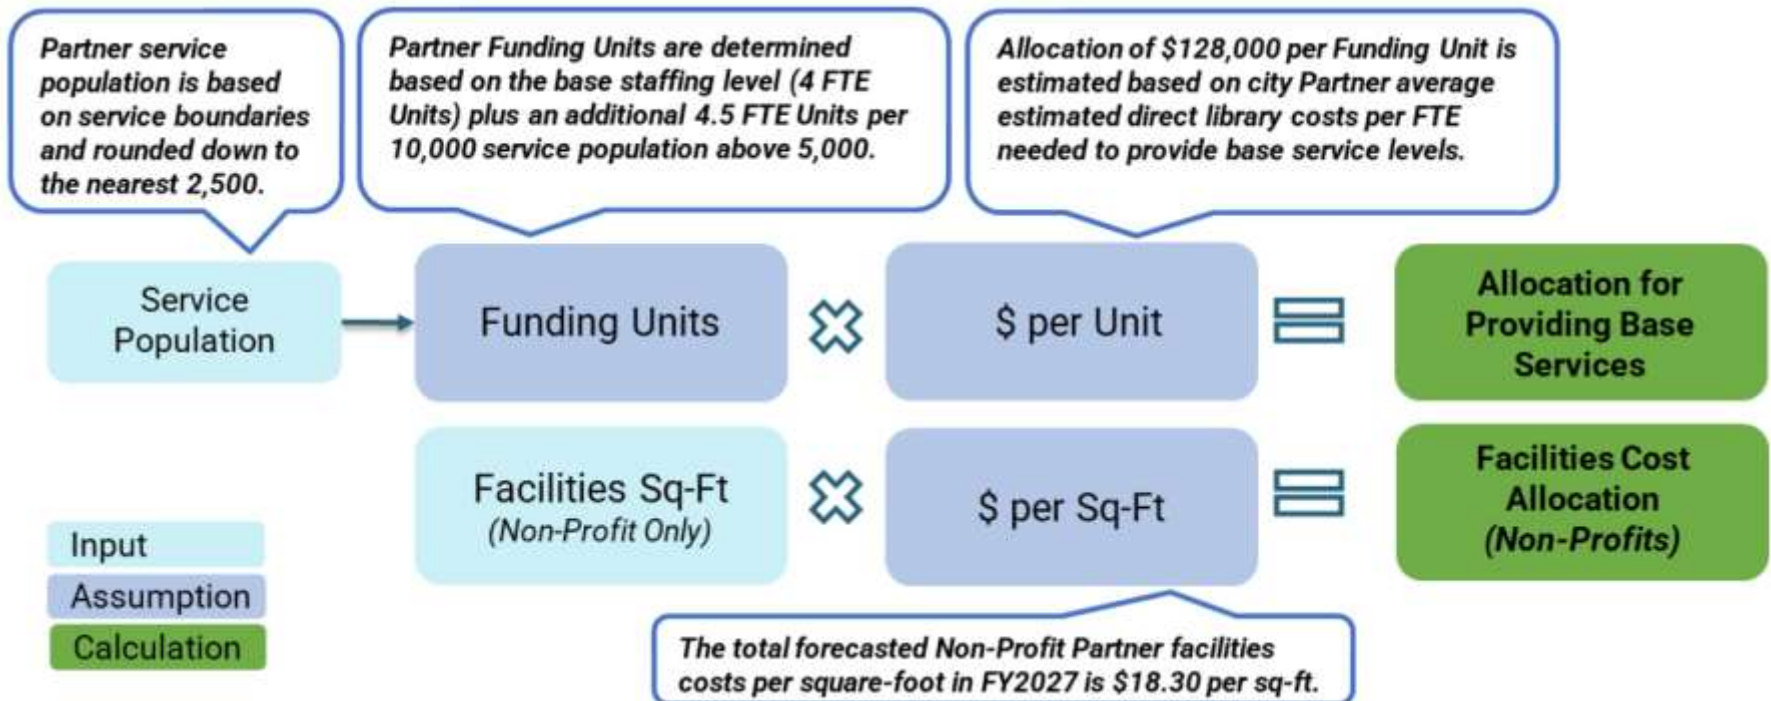 Partner service
population is based
on service boundaries
and rounded down to
the nearest 2,500.
Partner Funding Units are determined
based on the base staffing level (4 FTE
Units) plus an additional 4.5 FTE Units per
10,000 service population above 5,000.
Allocation of $128,000 per Funding Unit is
estimated based on city Partner average
estimated direct library costs per FTE
needed to provide base service levels.
Service
Population
Funding Units
$ per Unit
Allocation for
Providing Base
Services
Facilities Sq-Ft
(Non-Profit Only)
$ per Sq-Ft
Facilities Cost
Allocation
(Non-Profits)
Input
Assumption
Calculation
The total forecasted Non-Profit Partner facilities
costs per square-foot in FY2027 is $18.30 per sq-ft.